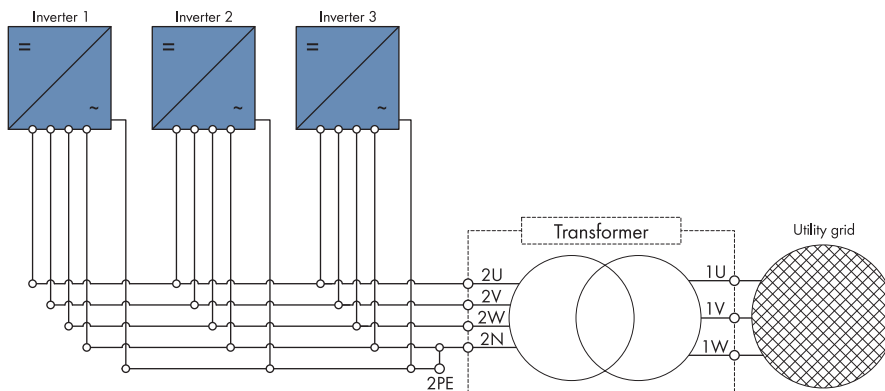 Inverter 1
Inverter 2
Inverter 3
=
~
=
~
=
~
Transformer
Utility grid
2U
1U
2V
1V
2W
2N
1W
2PE